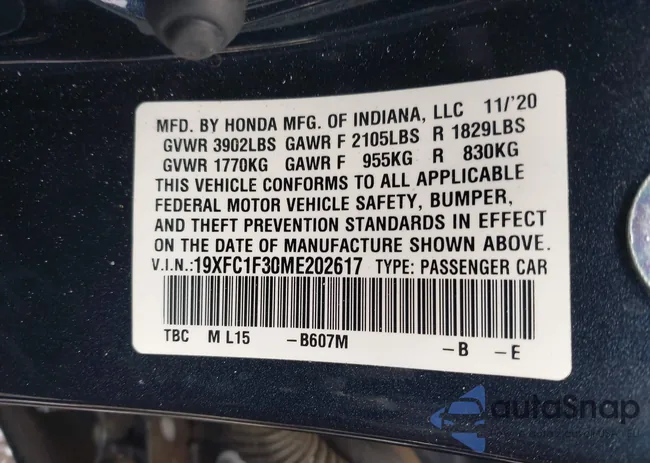 MFD. BY HONDA MFG. OF INDIANA, LLC 11/'20
GVWR 3902LBS GAWR F 2105LBS R 1829LBS
GVWR 1770KG GAWR F 955KG R 830KG
THIS VEHICLE CONFORMS TO ALL APPLICABLE
FEDERAL MOTOR VEHICLE SAFETY, BUMPER,
AND THEFT PREVENTION STANDARDS IN EFFECT
ON THE DATE OF MANUFACTURE SHOWN ABOVE.
V.I.N.:19XFC1F30ME202617 TYPE: PASSENGER CAR
TBC M L15 -B607M -B -E
autoSnap